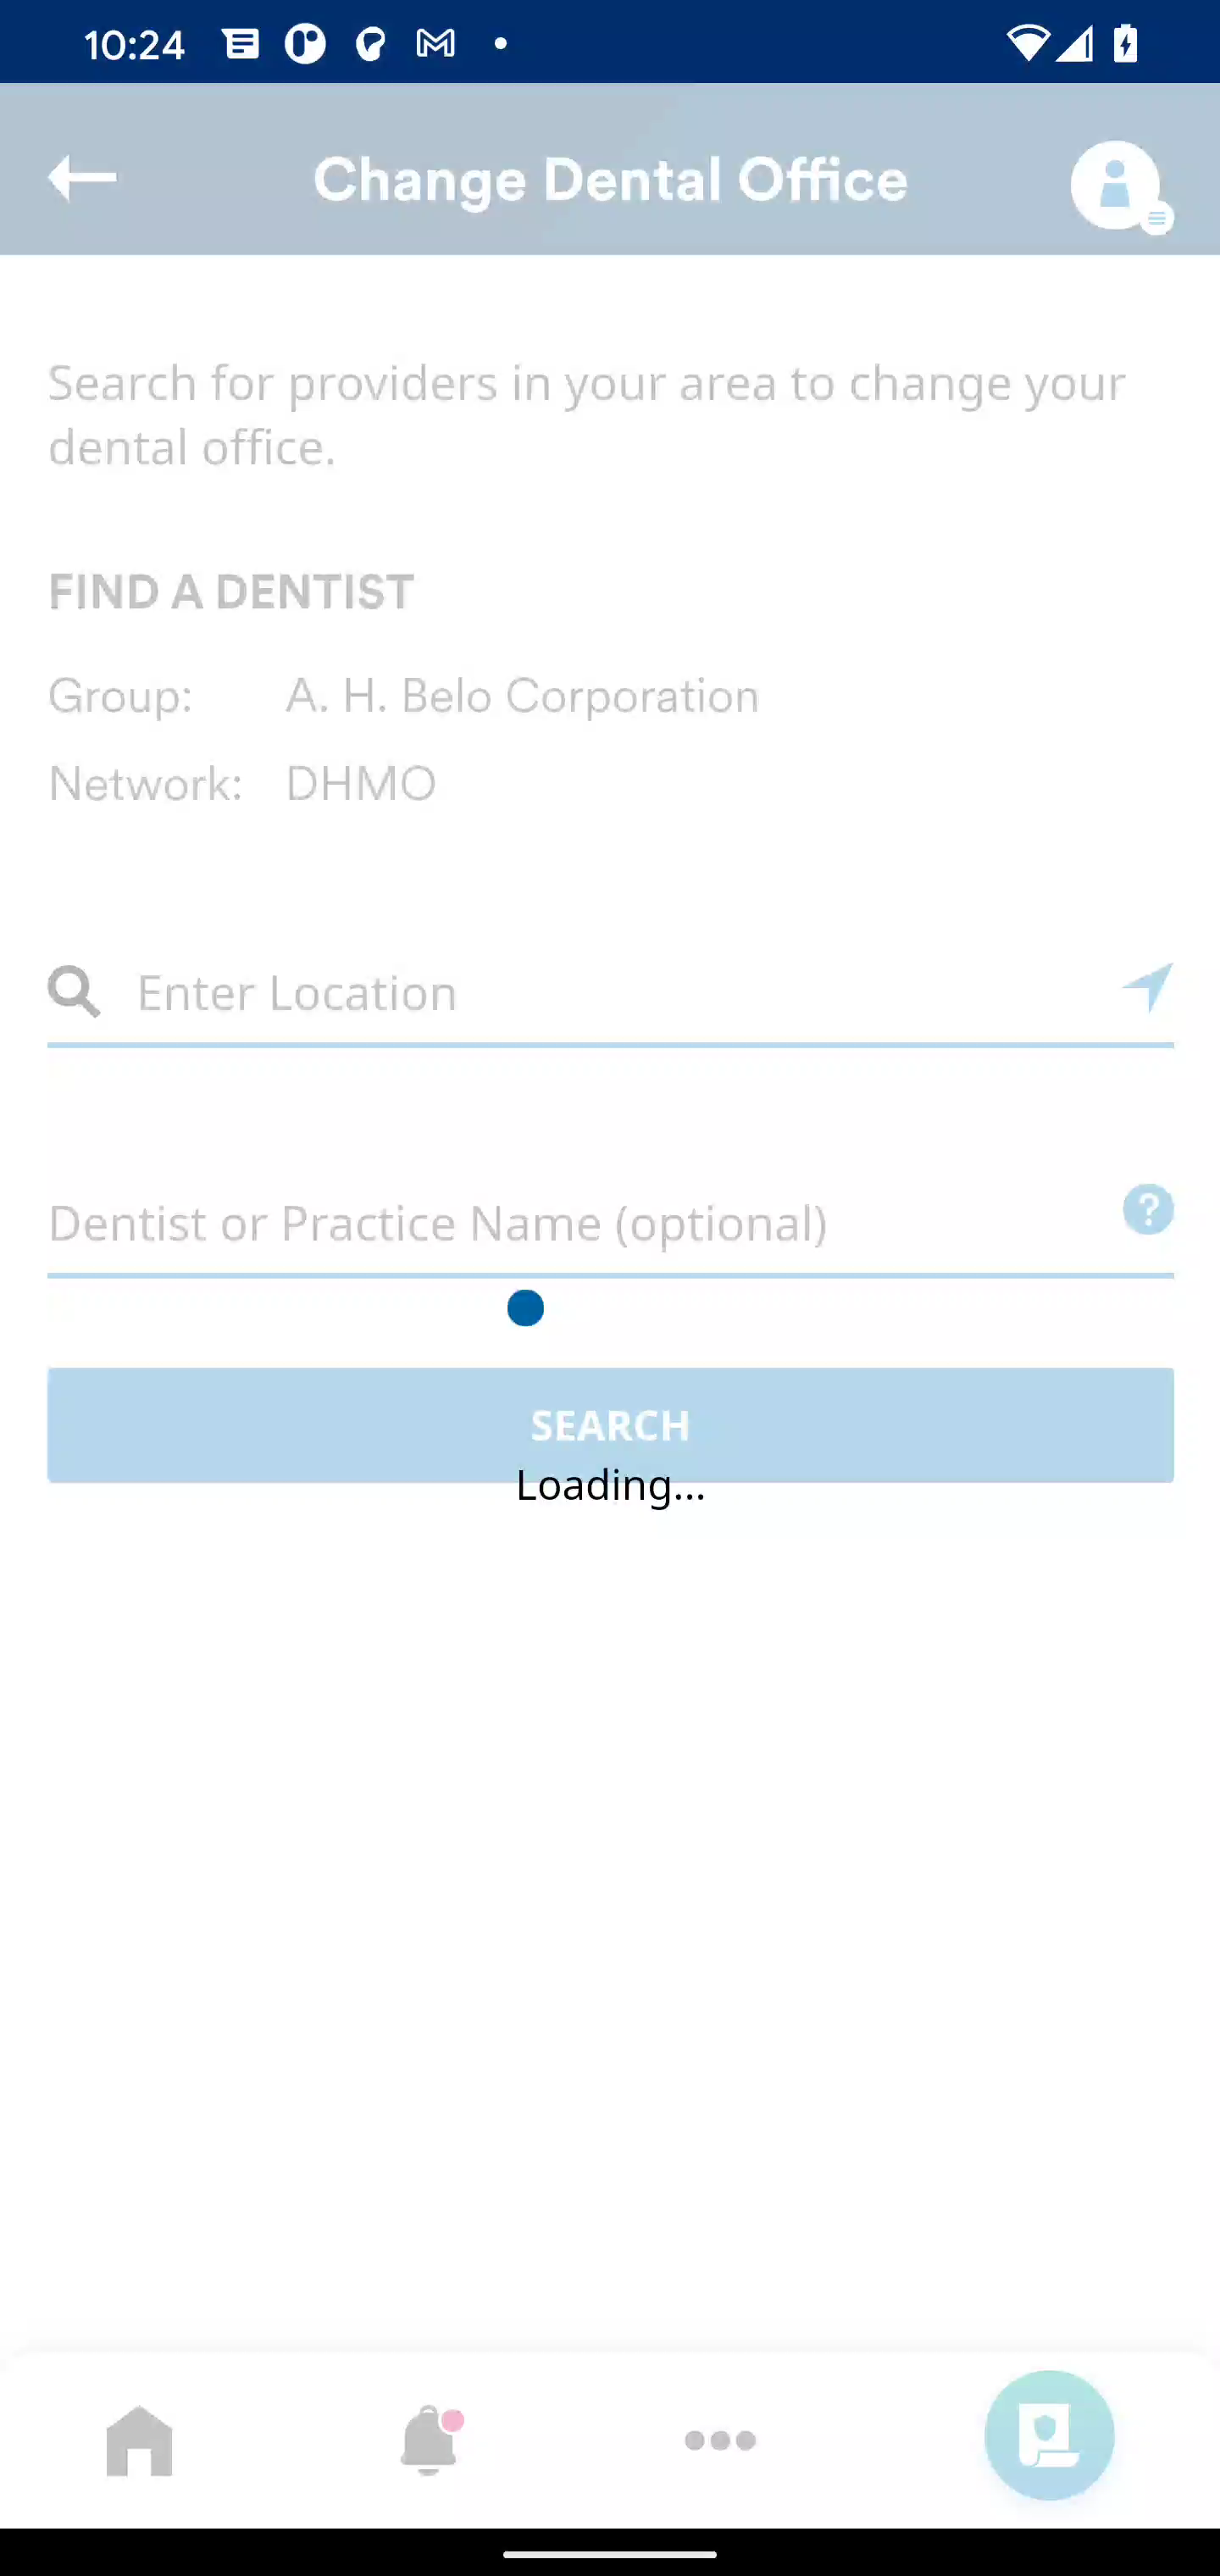 10:24
Change Dental Office
Search for providers in your area to change your
dental office.
FIND A DENTIST
Group: A. H. Belo Corporation
Network: DHMO
Enter Location
Dentist or Practice Name (optional)
?
SEARCH
Loading...